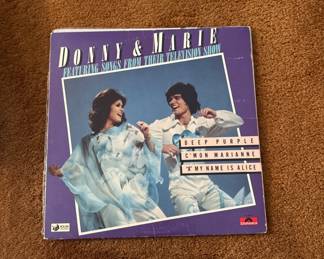 DONNY & MARIE
FEATURING SONGS FROM THEIR TELEVISION SHOW
DEEP PURPLE
C'MON MARIANNE
"A" MY NAME IS ALICE